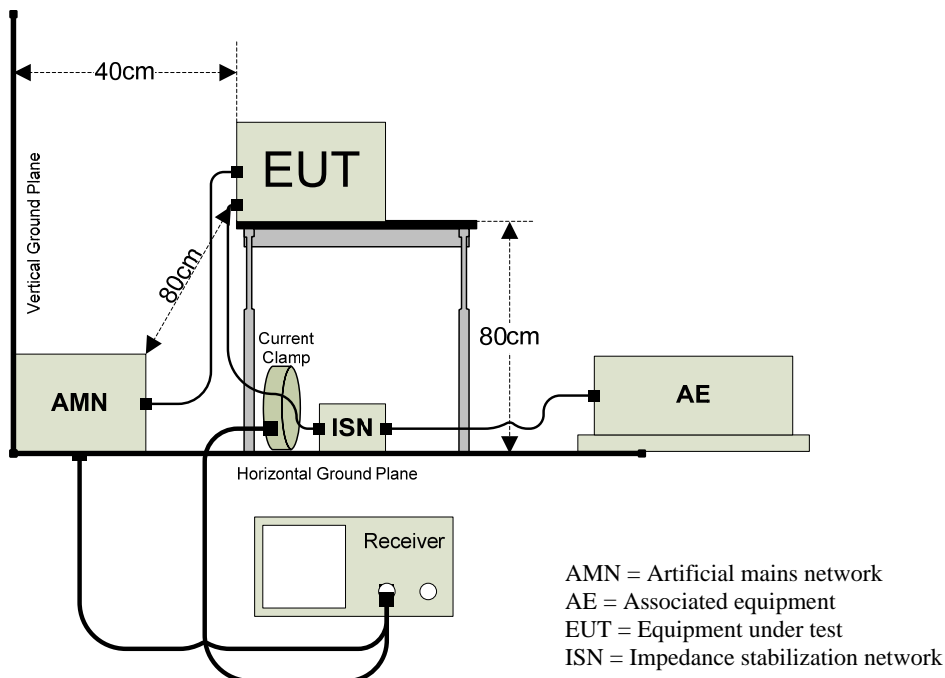 40cm
Vertical Ground Plane
EUT
80cm
80cm
Current
Clamp
AMN
ISN
AE
Horizontal Ground Plane
Receiver
AMN = Artificial mains network
AE = Associated equipment
EUT = Equipment under test
ISN = Impedance stabilization network